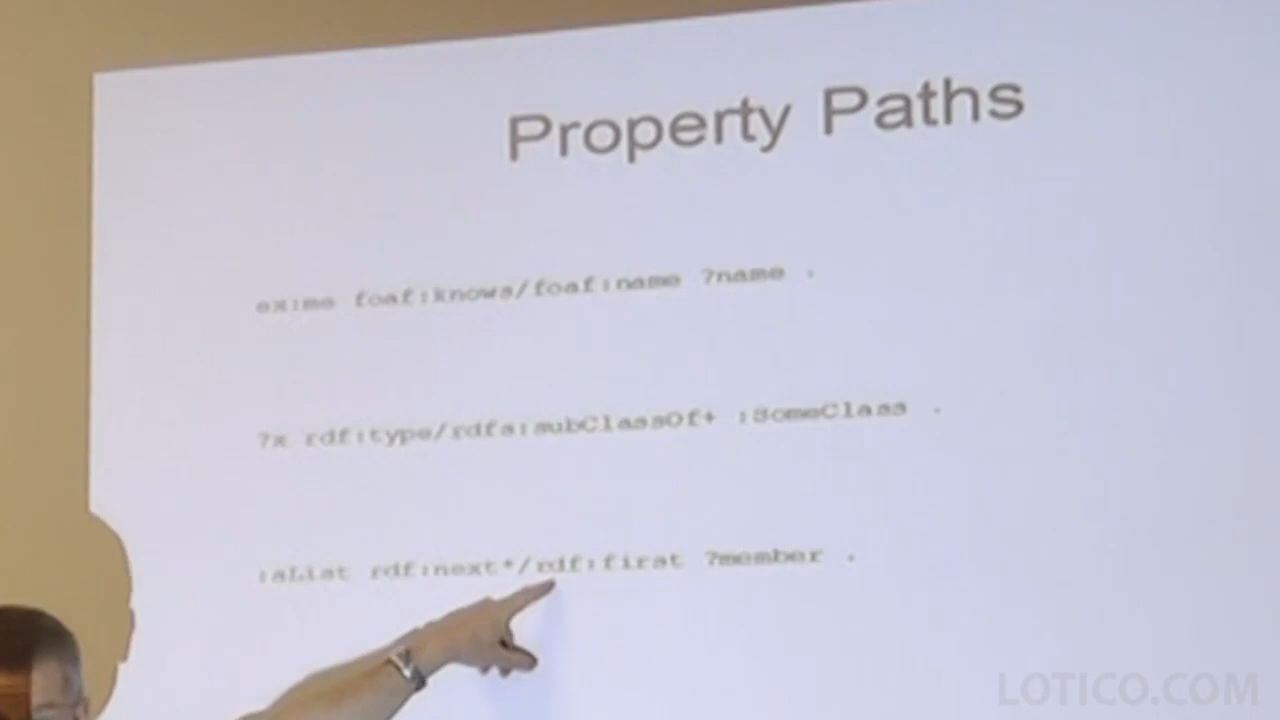 Property Paths
ex:me foaf:knows/foaf:name ?name .
?x rdf:type/rdfs:subClassOf+ :SomeClass .
:aList rdf:next*/rdf:first ?member .
LOTICO.COM